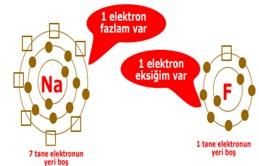 1 elektron
fazlam var
1 elektron
eksiğim var
Na
F
7 tane elektronun
yeri boş
1 tane elektronun
yeri boş